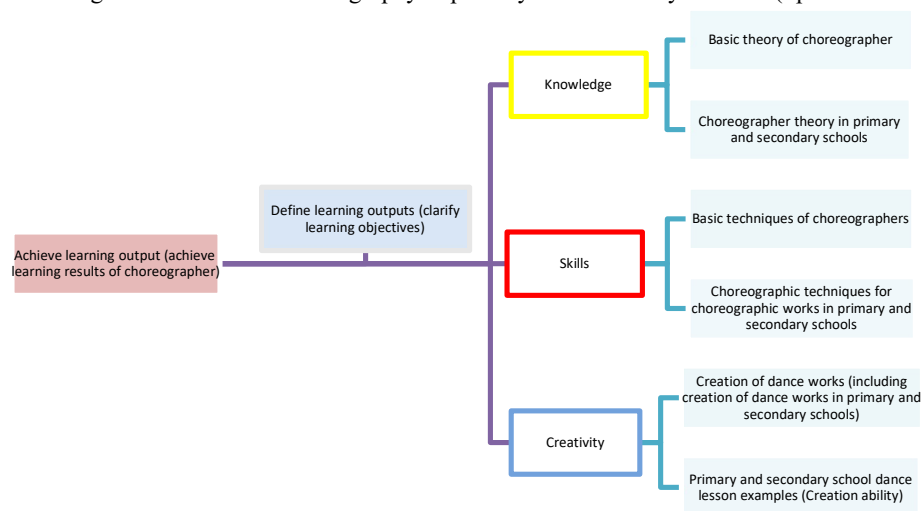 Basic theory of choreographer
Knowledge
Choreographer theory in primary
and secondary schools
Define learning outputs (clarify
learning objectives)
Basic techniques of choreographers
Achieve learning output (achieve
learning results of choreographer)
Skills
Choreographic techniques for
choreographic works in primary and
secondary schools
Creation of dance works (including
creation of dance works in primary and
secondary schools)
Creativity
Primary and secondary school dance
lesson examples (Creation ability)